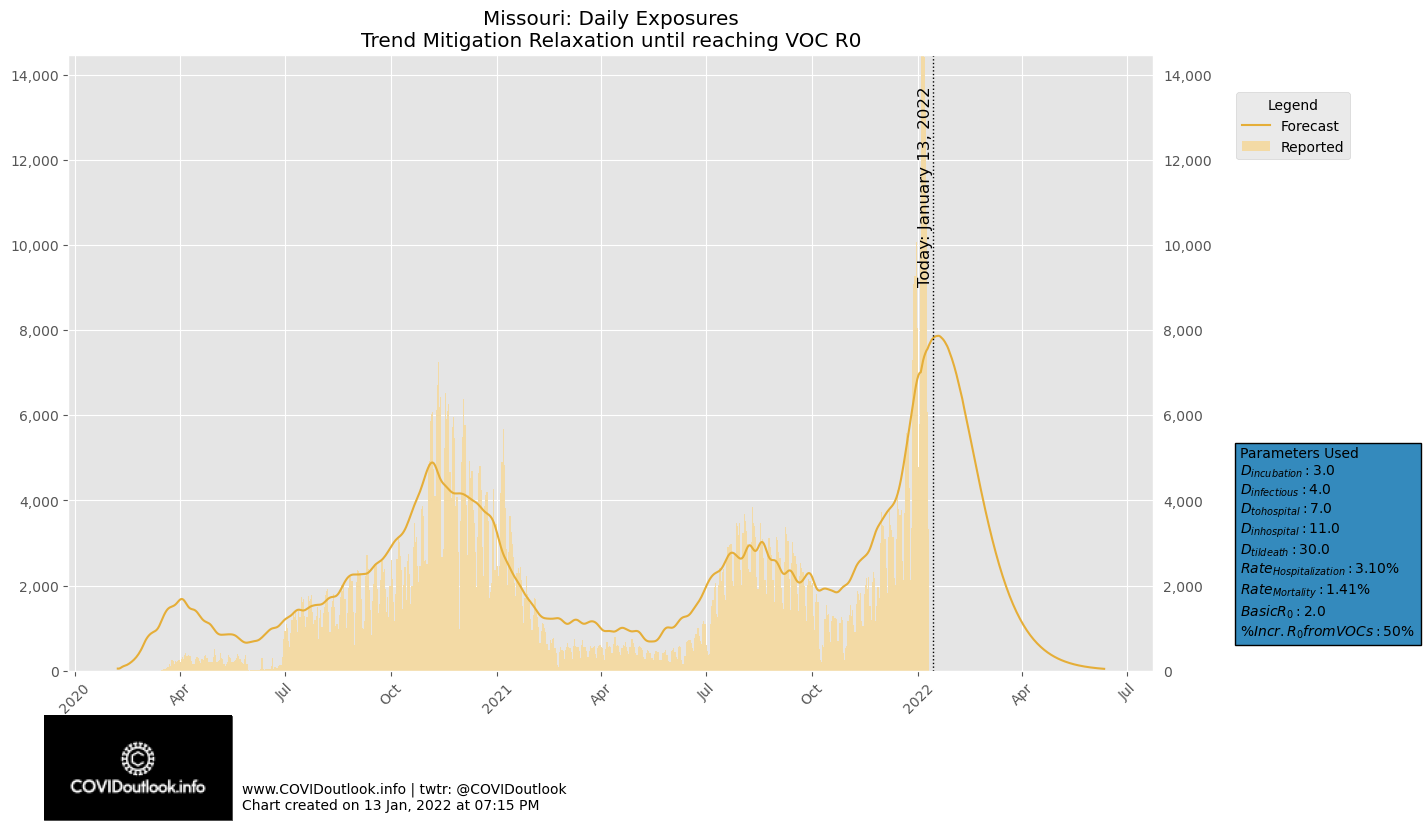 Missouri: Daily Exposures
Trend Mitigation Relaxation until reaching VOC R0
14,000
12,000
10,000
8,000
6,000
4,000
2,000
0
14,000
12,000
10,000
8,000
6,000
4,000
2,000
0
2020
Apr
Jul
Oct
2021
Apr
Jul
Oct
2022
Apr
Jul
Today: January 13, 2022
Legend
Forecast
Reported
Parameters Used
D_incubation : 3.0
D_infectious : 4.0
D_tohospital : 7.0
D_inhospital : 11.0
D_tildeath : 30.0
Rate_Hospitalization : 3.10%
Rate_Mortality : 1.41%
BasicR_0 : 2.0
%Incr.R_0fromVOCs : 50%
COVIDoutlook.info
www.COVIDoutlook.info | twtr: @COVIDoutlook
Chart created on 13 Jan, 2022 at 07:15 PM